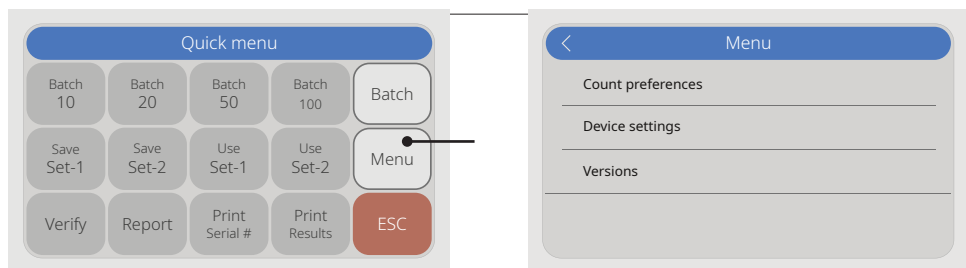 Quick menu
Batch
10
Batch
20
Batch
50
Batch
100
Batch
Save
Set-1
Save
Set-2
Use
Set-1
Use
Set-2
Menu
Verify
Report
Print
Serial #
Print
Results
ESC
Menu
Count preferences
Device settings
Versions